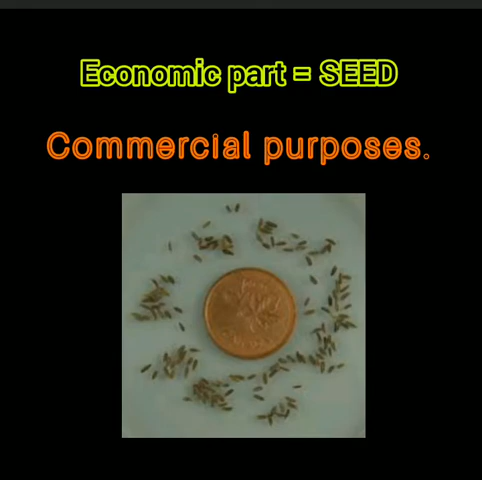 Economic part = SEED
Commercial purposes.